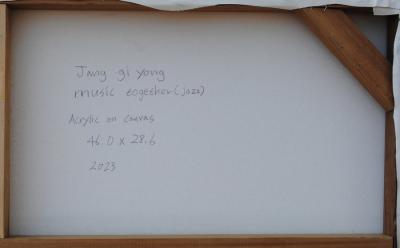 Jang gi yong
music together (jazz)
Acrylic on canvas
46.0 x 28.6
2023